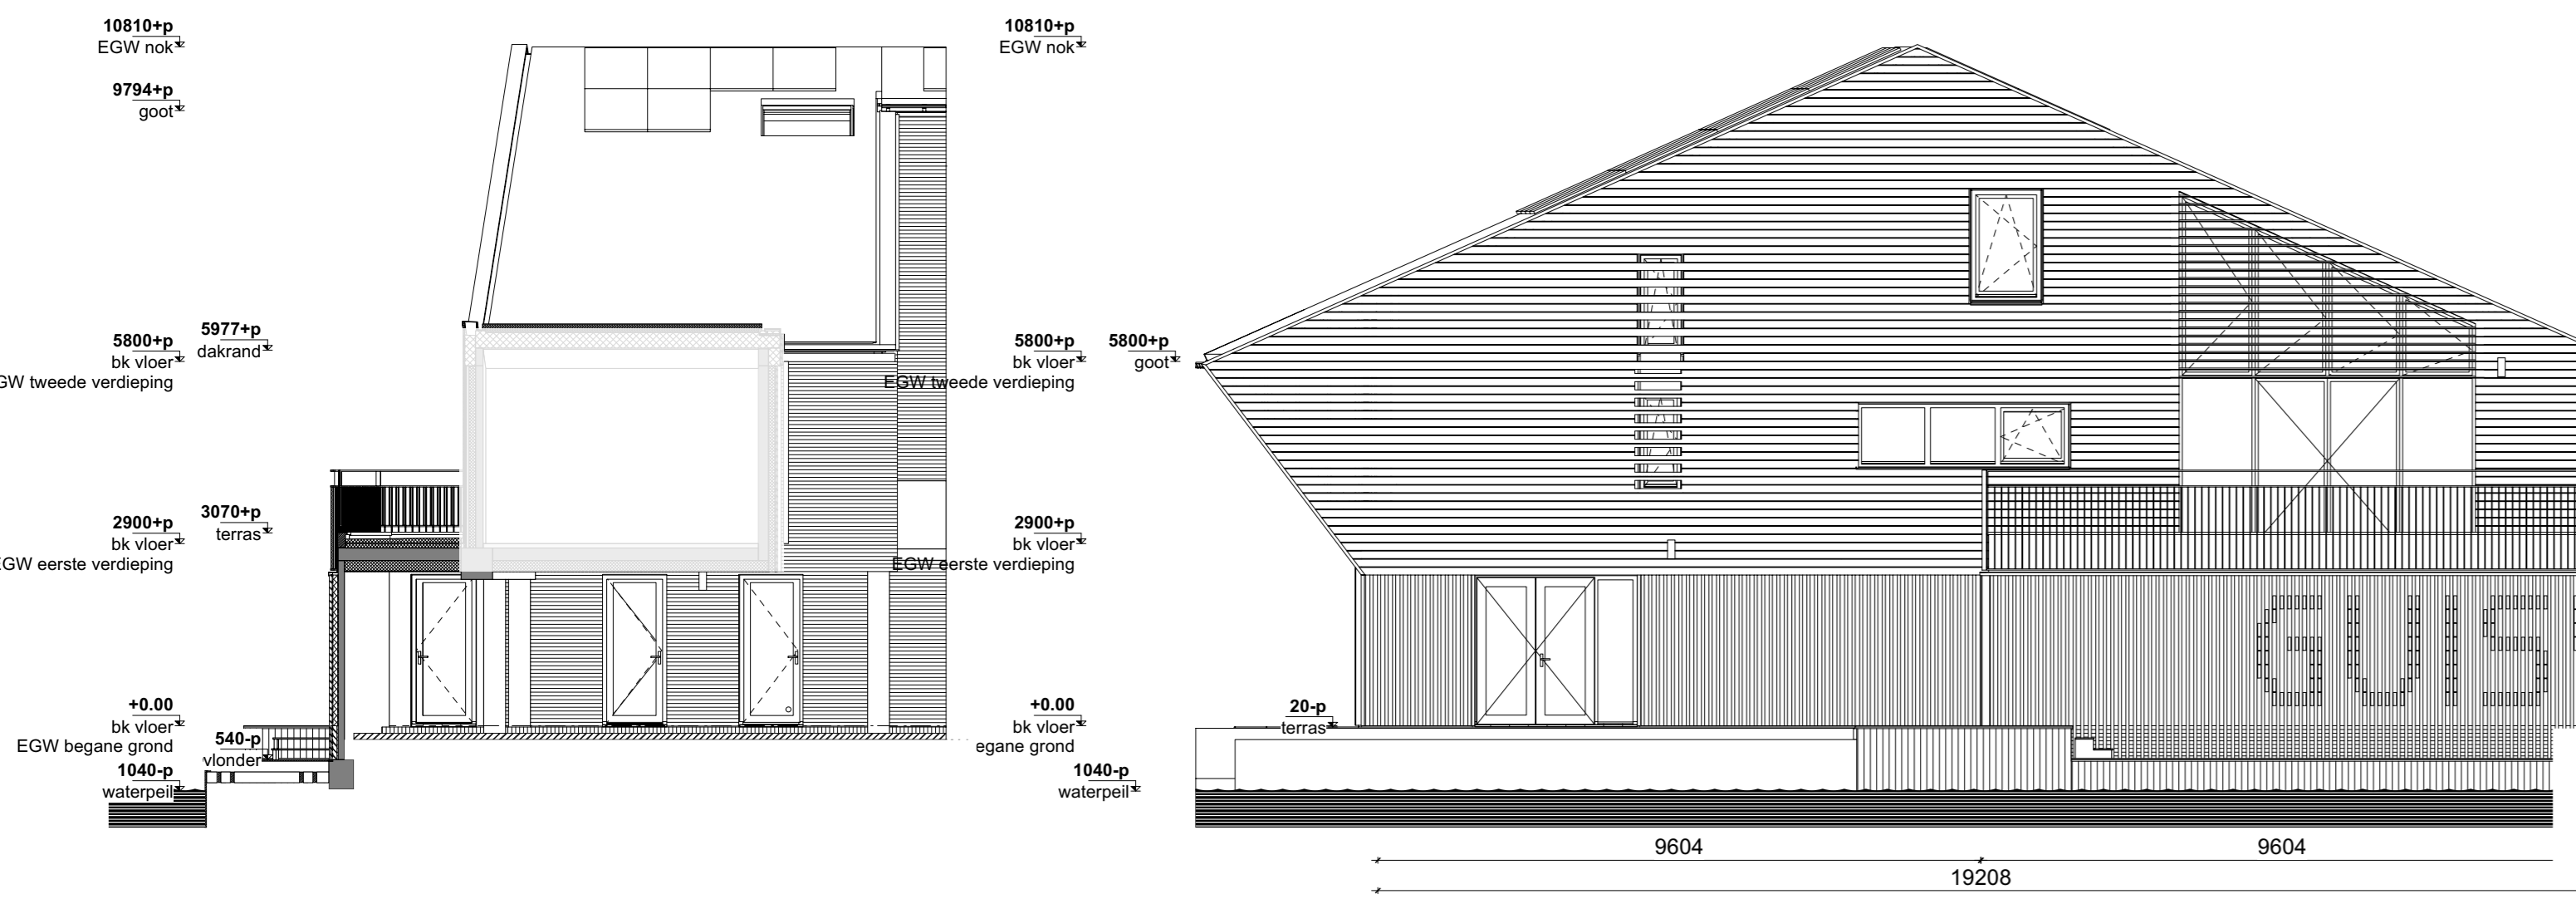 10810+p
EGW nok
9794+p
goot
5800+p
bk vloer
GW tweede verdieping
5977+p
dakrand
2900+p
bk vloer
EGW eerste verdieping
3070+p
terras
+0.00
bk vloer
EGW begane grond
540-p
vlonder
1040-p
waterpeil
10810+p
EGW nok
5800+p
bk vloer
EGW tweede verdieping
5800+p
goot
2900+p
bk vloer
EGW eerste verdieping
+0.00
bk vloer
egane grond
20-p
terras
1040-p
waterpeil
GUIS
9604
9604
19208